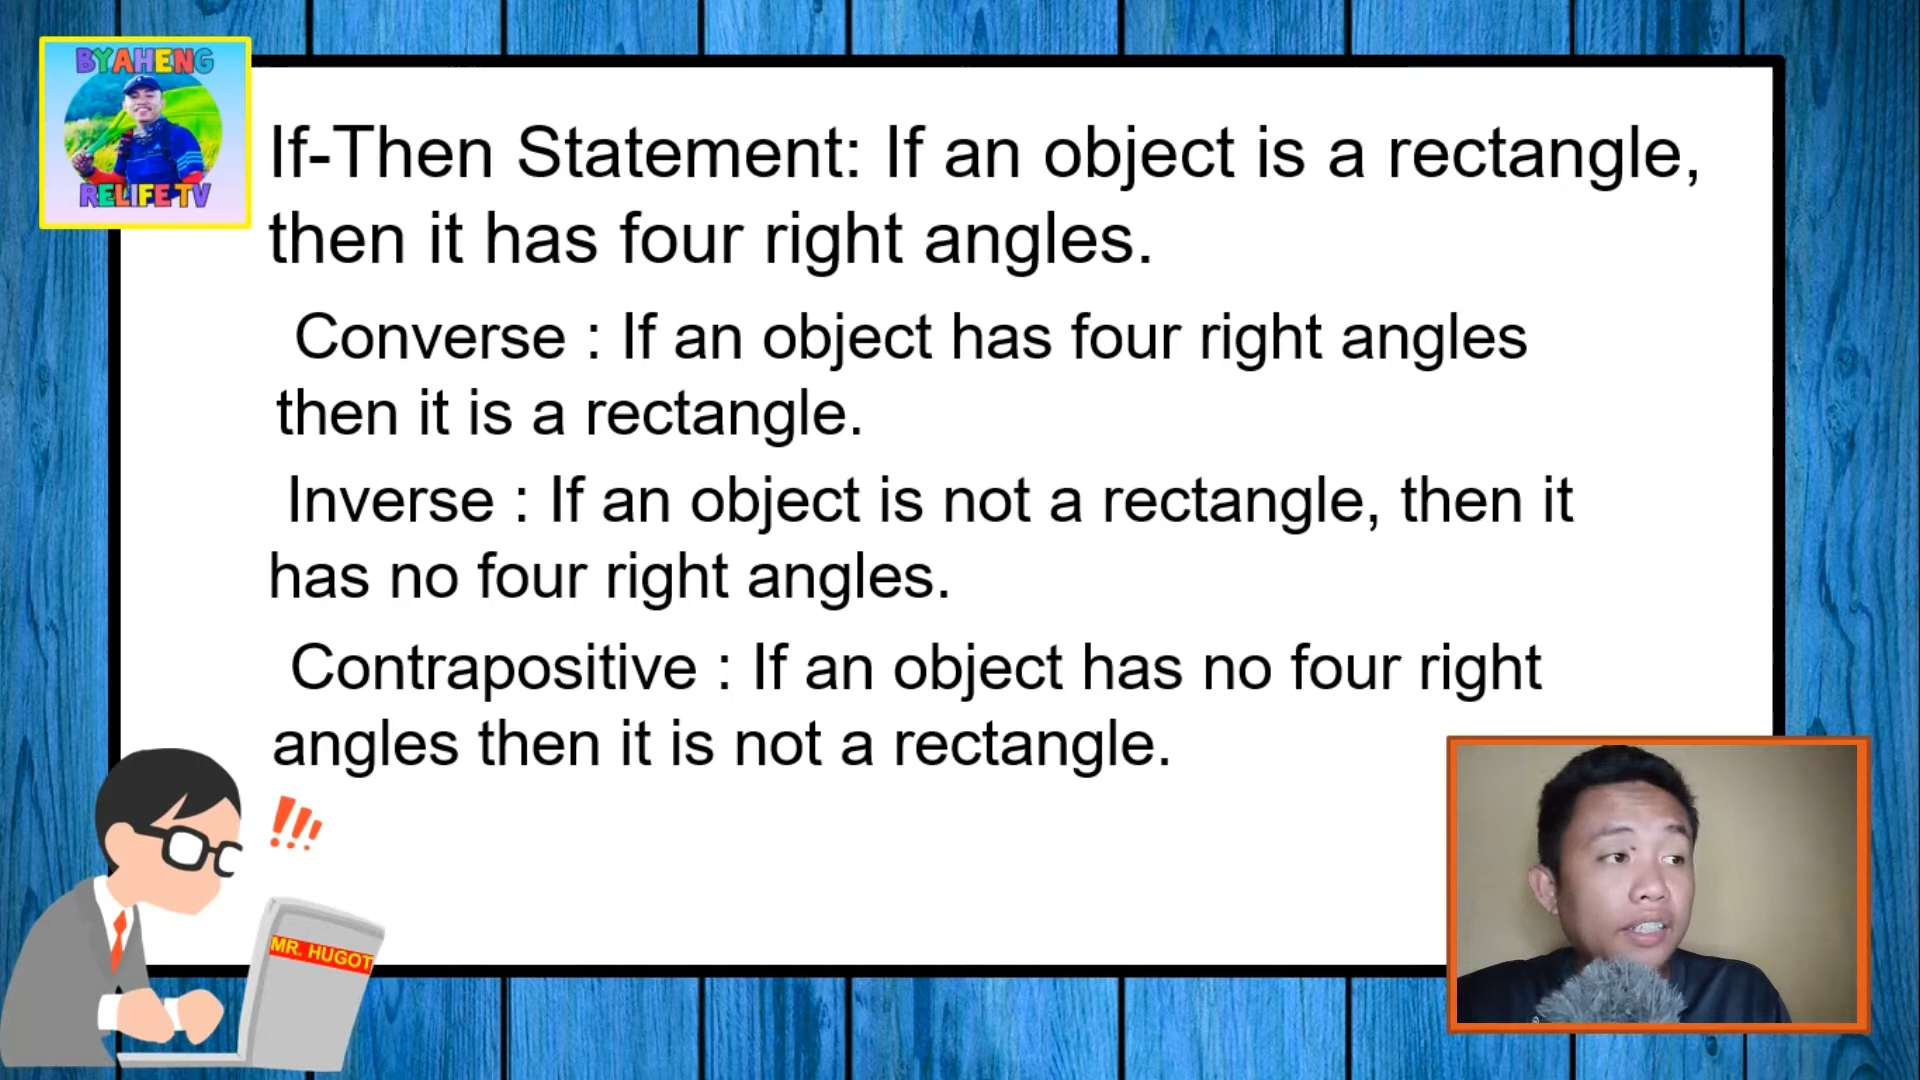 BYAHENG
RELIFE TV
If-Then Statement: If an object is a rectangle,
then it has four right angles.
Converse : If an object has four right angles
then it is a rectangle.
Inverse : If an object is not a rectangle, then it
has no four right angles.
Contrapositive : If an object has no four right
angles then it is not a rectangle.
!!!
MR. HUGOT